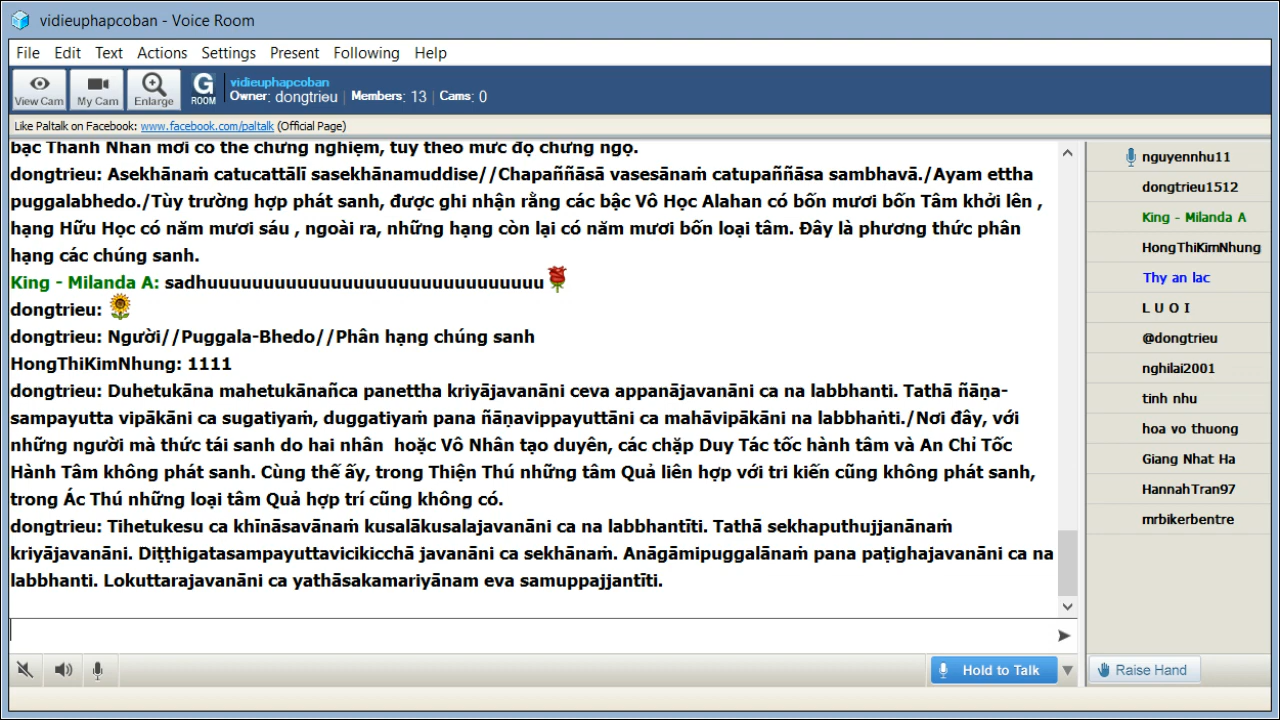 vidieuphapcoban - Voice Room
File Edit Text Actions Settings Present Following Help
View Cam
My Cam
Enlarge
G ROOM
vidieuphapcoban
Owner: dongtrieu | Members: 13 | Cams: 0
Like Paltalk on Facebook: www.facebook.com/paltalk (Official Page)
bậc Thánh Nhân mới có thể chứng nghiệm, tùy theo mức độ chứng ngộ.
dongtrieu: Asekhānaṁ catucattālī sasekhānamuddise//Chapaññāsā vasesānaṁ catupaññāsa sambhavā./Ayam ettha
puggalabhedo./Tùy trường hợp phát sanh, được ghi nhận rằng các bậc Vô Học Alahan có bốn mươi bốn Tâm khởi lên ,
hạng Hữu Học có năm mươi sáu , ngoài ra, những hạng còn lại có năm mươi bốn loại tâm. Đây là phương thức phân
hạng các chúng sanh.
King - Milanda A: sadhuuuuuuuuuuuuuuuuuuuuuuuuuuuuuu
dongtrieu:
dongtrieu: Người//Puggala-Bhedo//Phân hạng chúng sanh
HongThiKimNhung: 1111
dongtrieu: Duhetukāna mahetukānañca panettha kriyājavanāni ceva appanājavanāni ca na labbhanti. Tathā ñāṇa-
sampayutta vipākāni ca sugatiyaṁ, duggatiyaṁ pana ñāṇavippayuttāni ca mahāvipākāni na labbhaṅti./Nơi đây, với
những người mà thức tái sanh do hai nhân hoặc Vô Nhân tạo duyên, các chặp Duy Tác tốc hành tâm và An Chỉ Tốc
Hành Tâm không phát sanh. Cùng thế ấy, trong Thiện Thú những tâm Quả liên hợp với tri kiến cũng không phát sanh,
trong Ác Thú những loại tâm Quả hợp trí cũng không có.
dongtrieu: Tihetukesu ca khīnāsavānaṁ kusalākusalajavanāni ca na labbhantīti. Tathā sekhaputhujjanānaṁ
kriyājavanāni. Diṭṭhigatasampayuttavicikicchā javanāni ca sekhānaṁ. Anāgāmipuggalānaṁ pana paṭighajavanāni ca na
labbhanti. Lokuttarajavanāni ca yathāsakamariyānam eva samuppajjantīti.
Hold to Talk
nguyennhu11
dongtrieu1512
King - Milanda A
HongThiKimNhung
Thy an lac
L U O I
@dongtrieu
nghilai2001
tinh nhu
hoa vo thuong
Giang Nhat Ha
HannahTran97
mrbikerbentre
Raise Hand